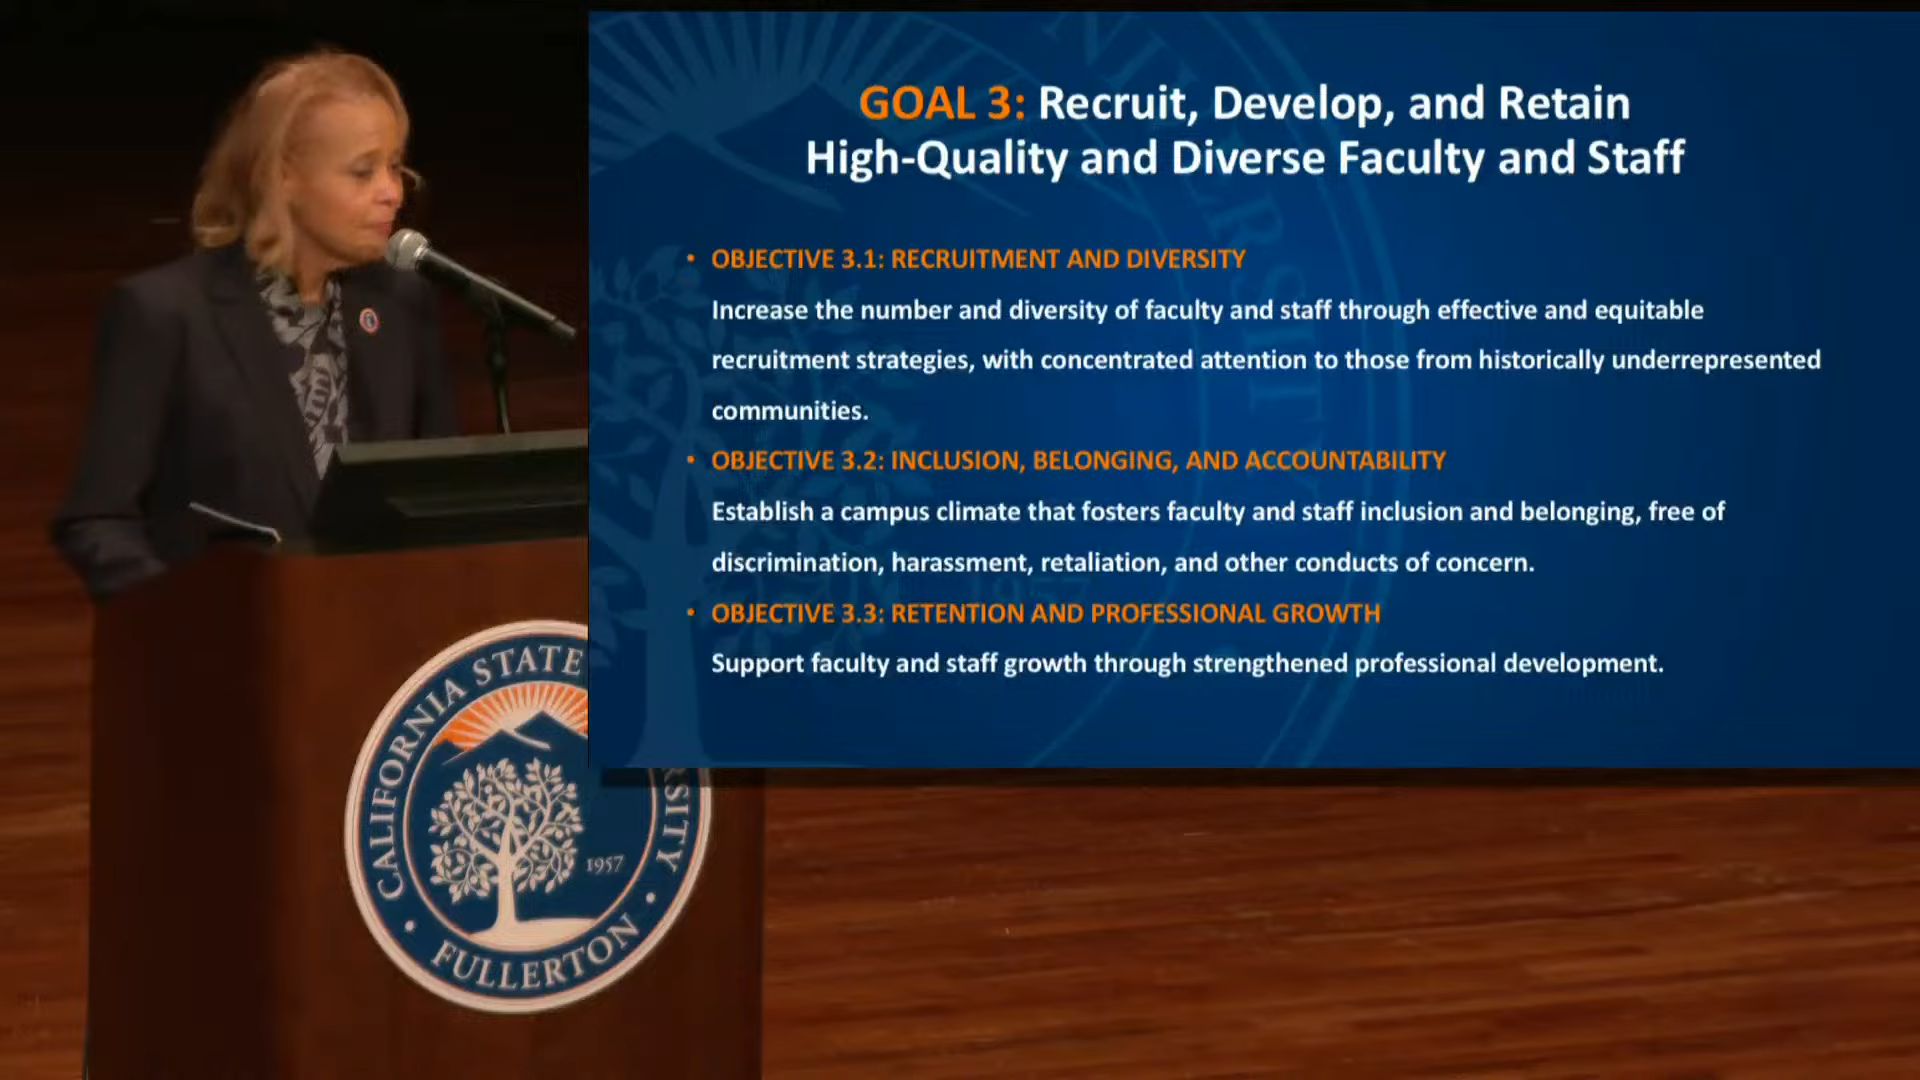 GOAL 3: Recruit, Develop, and Retain
High-Quality and Diverse Faculty and Staff
• OBJECTIVE 3.1: RECRUITMENT AND DIVERSITY
Increase the number and diversity of faculty and staff through effective and equitable
recruitment strategies, with concentrated attention to those from historically underrepresented
communities.
• OBJECTIVE 3.2: INCLUSION, BELONGING, AND ACCOUNTABILITY
Establish a campus climate that fosters faculty and staff inclusion and belonging, free of
discrimination, harassment, retaliation, and other conducts of concern.
• OBJECTIVE 3.3: RETENTION AND PROFESSIONAL GROWTH
Support faculty and staff growth through strengthened professional development.
CALIFORNIA STATE
RSITY
1957
FULLERTON